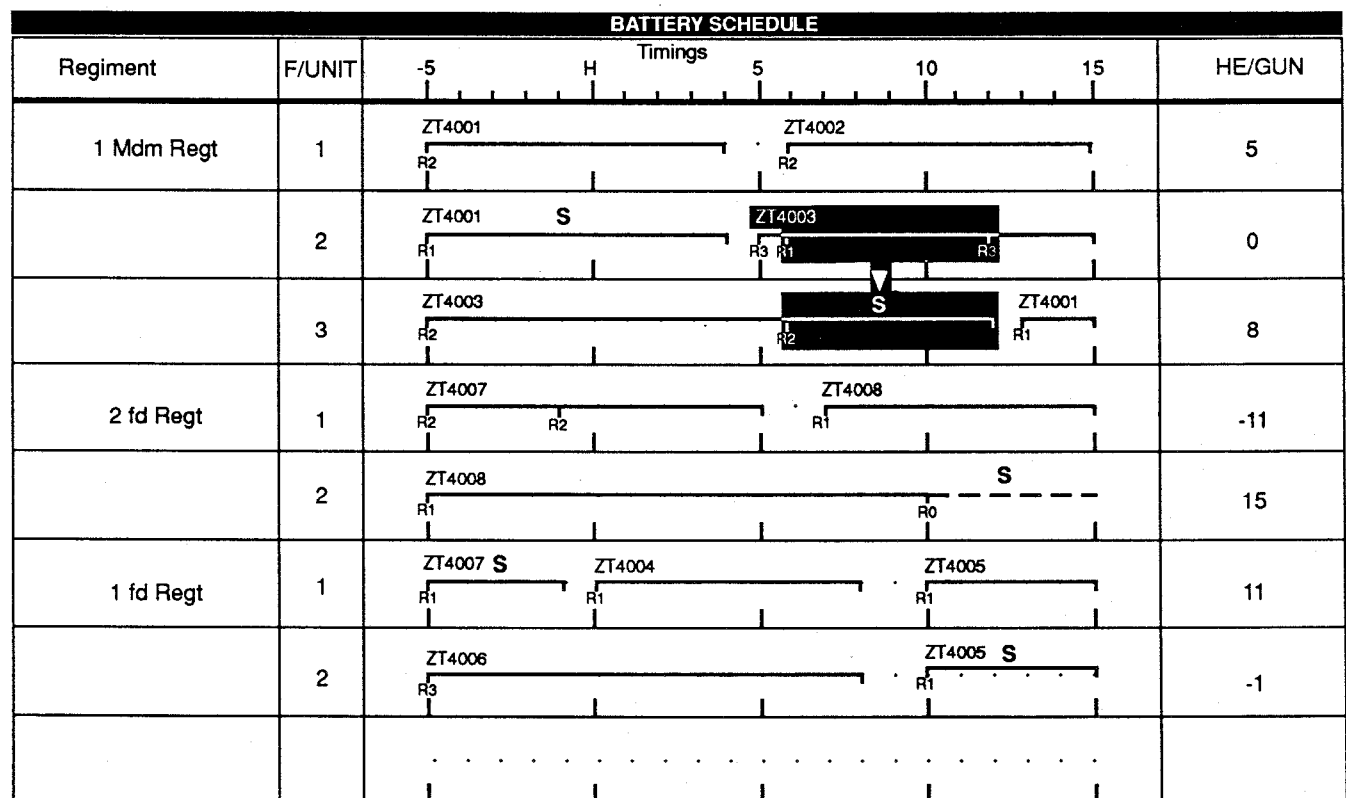 BATTERY SCHEDULE
Regiment F/UNIT Timings HE/GUN
-5 H 5 10 15
1 Mdm Regt 1 ZT4001 ZT4002 5
R2 R2
2 ZT4001 S ZT4003 0
R1 R3 R1 R3
3 ZT4003 S ZT4001 8
R2 R2 R1
2 fd Regt 1 ZT4007 ZT4008 -11
R2 R2 R1
2 ZT4008 S 15
R1 R0
1 fd Regt 1 ZT4007 S ZT4004 ZT4005 11
R1 R1 R1
2 ZT4006 ZT4005 S -1
R3 R1